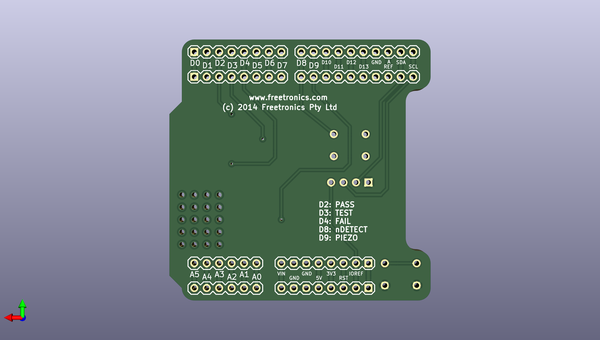 D0 D1 D2 D3 D4 D5 D6 D7 D8 D9 D10 D11 D12 D13 GND A REF SDA SCL
www.freetronics.com
(c) 2014 Freetronics Pty Ltd
D2: PASS
D3: TEST
D4: FAIL
D8: nDETECT
D9: PIEZO
A5 A4 A3 A2 A1 A0 VIN GND GND 5V 3V3 RST IOREF